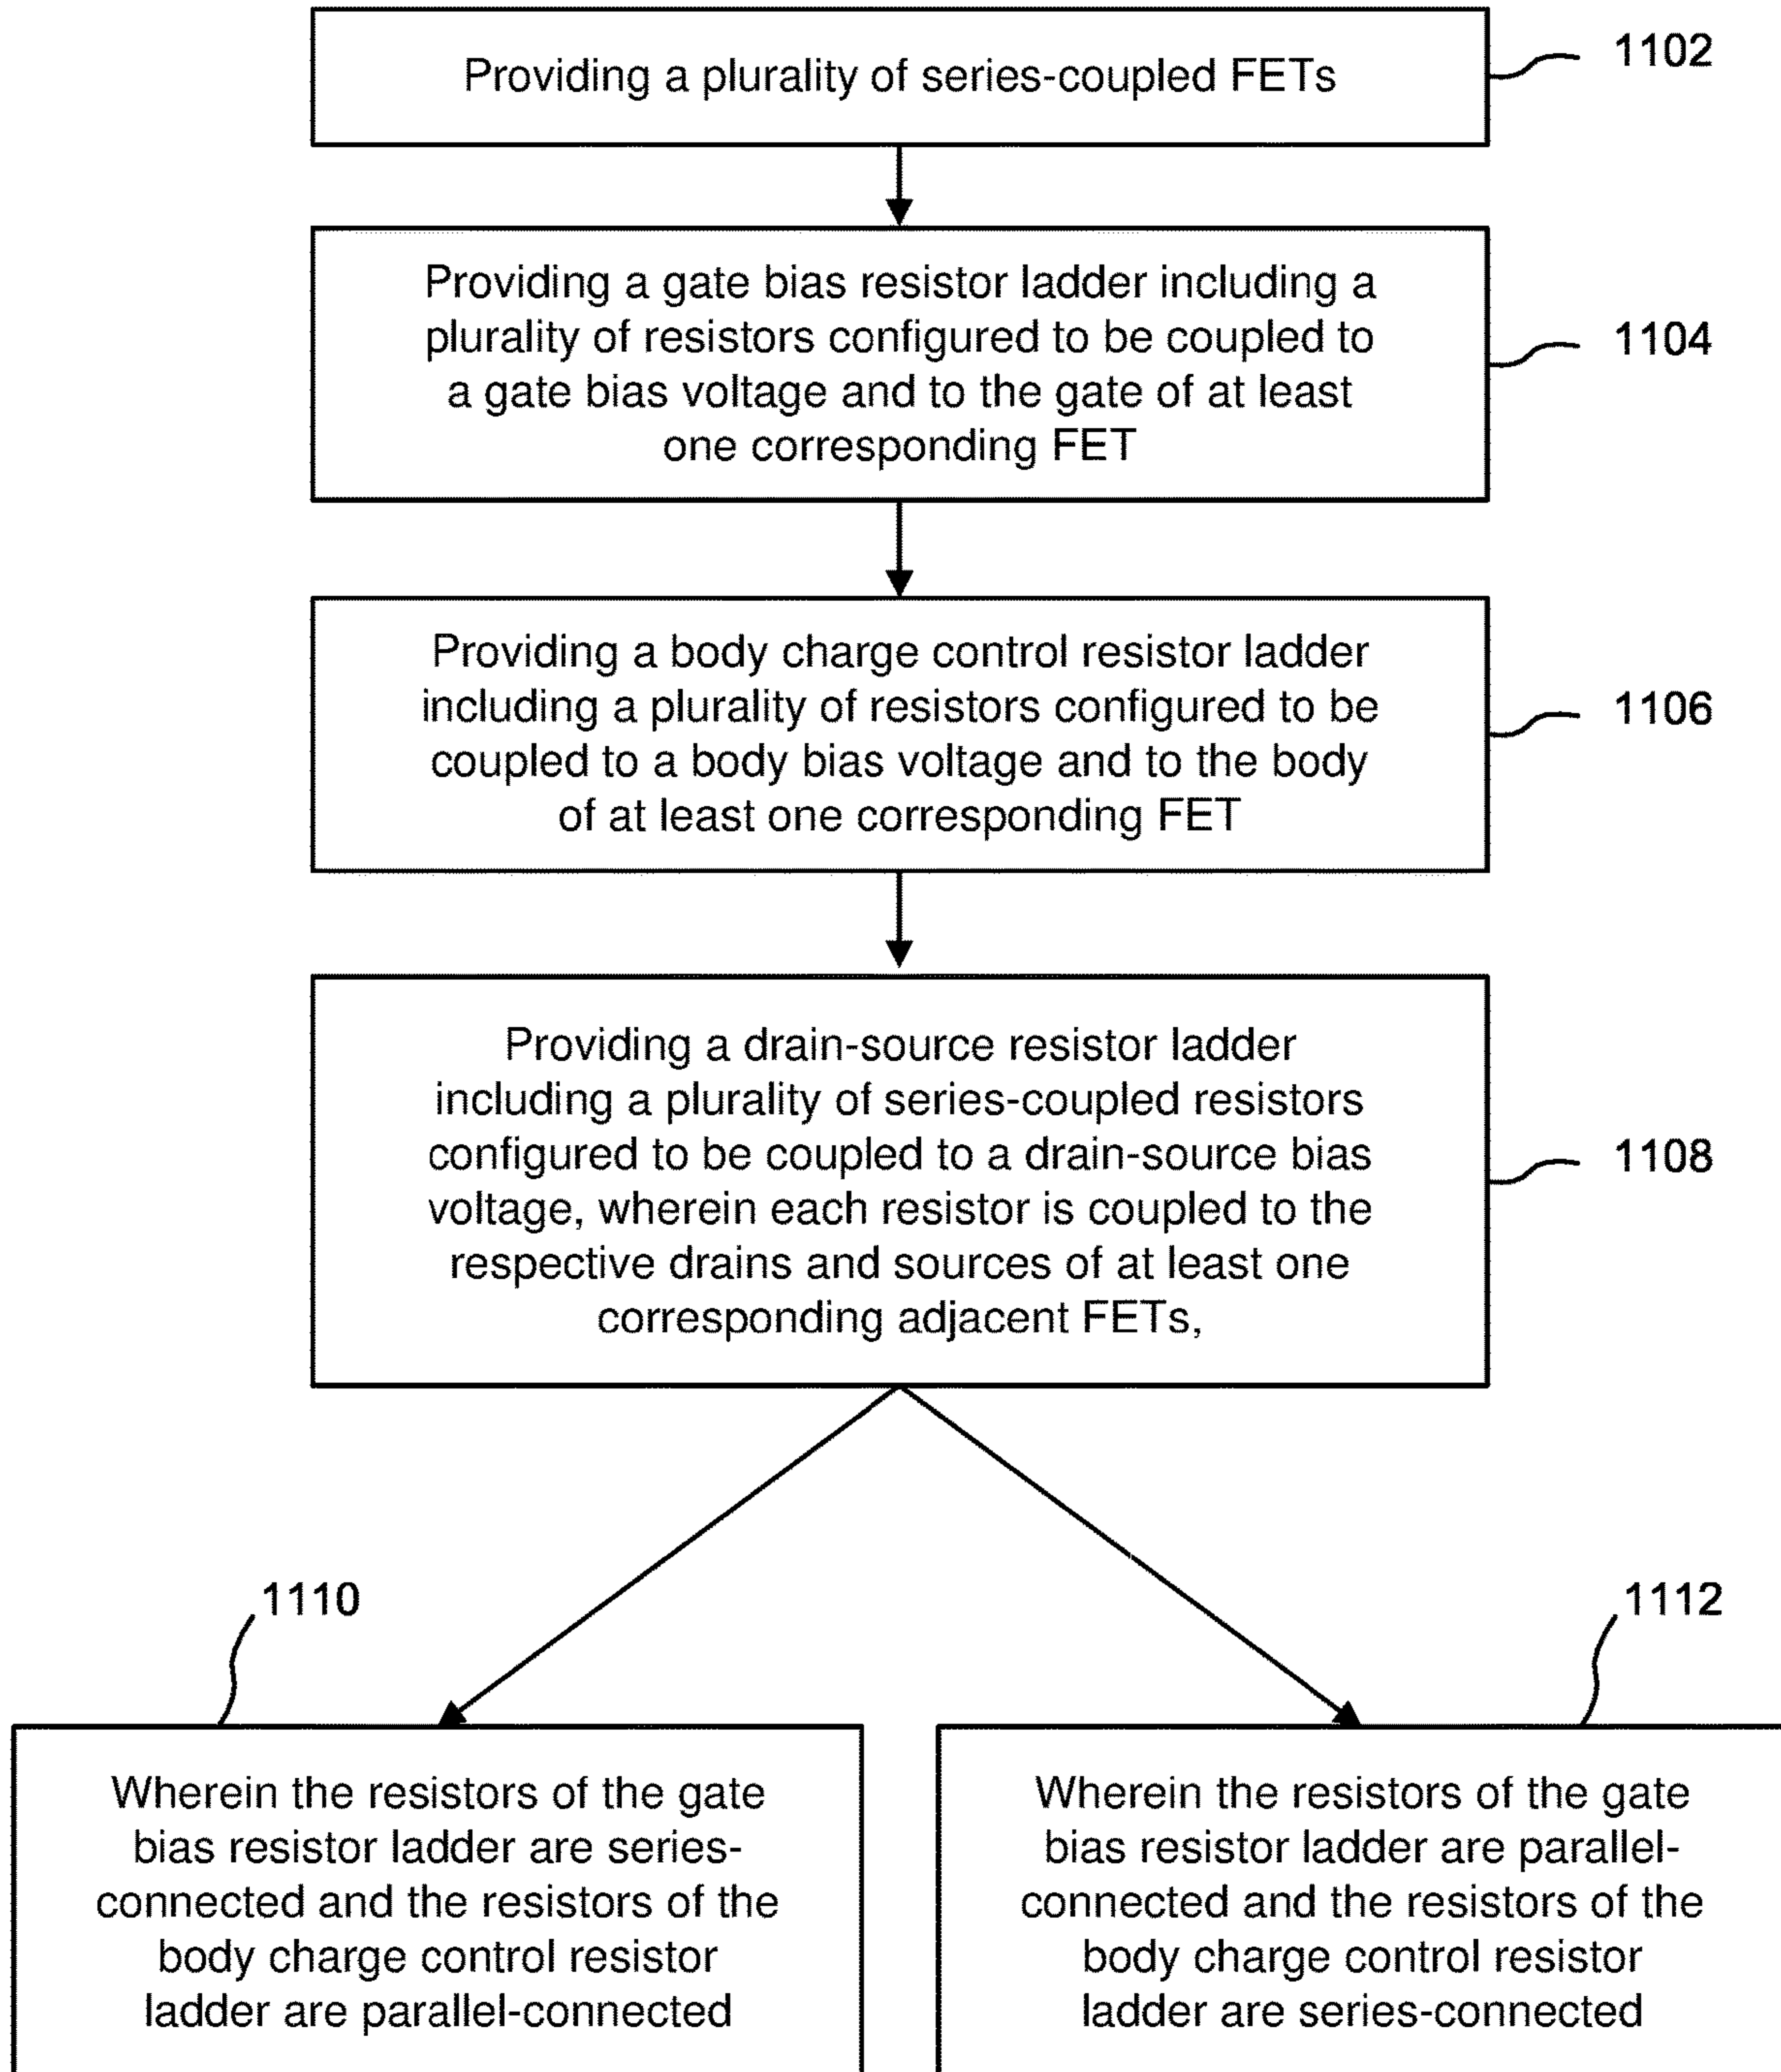 Providing a plurality of series-coupled FETs
1102
Providing a gate bias resistor ladder including a
plurality of resistors configured to be coupled to
a gate bias voltage and to the gate of at least
one corresponding FET
1104
Providing a body charge control resistor ladder
including a plurality of resistors configured to be
coupled to a body bias voltage and to the body
of at least one corresponding FET
1106
Providing a drain-source resistor ladder
including a plurality of series-coupled resistors
configured to be coupled to a drain-source bias
voltage, wherein each resistor is coupled to the
respective drains and sources of at least one
corresponding adjacent FETs,
1108
1110
Wherein the resistors of the gate
bias resistor ladder are series-
connected and the resistors of the
body charge control resistor
ladder are parallel-connected
1112
Wherein the resistors of the gate
bias resistor ladder are parallel-
connected and the resistors of the
body charge control resistor
ladder are series-connected